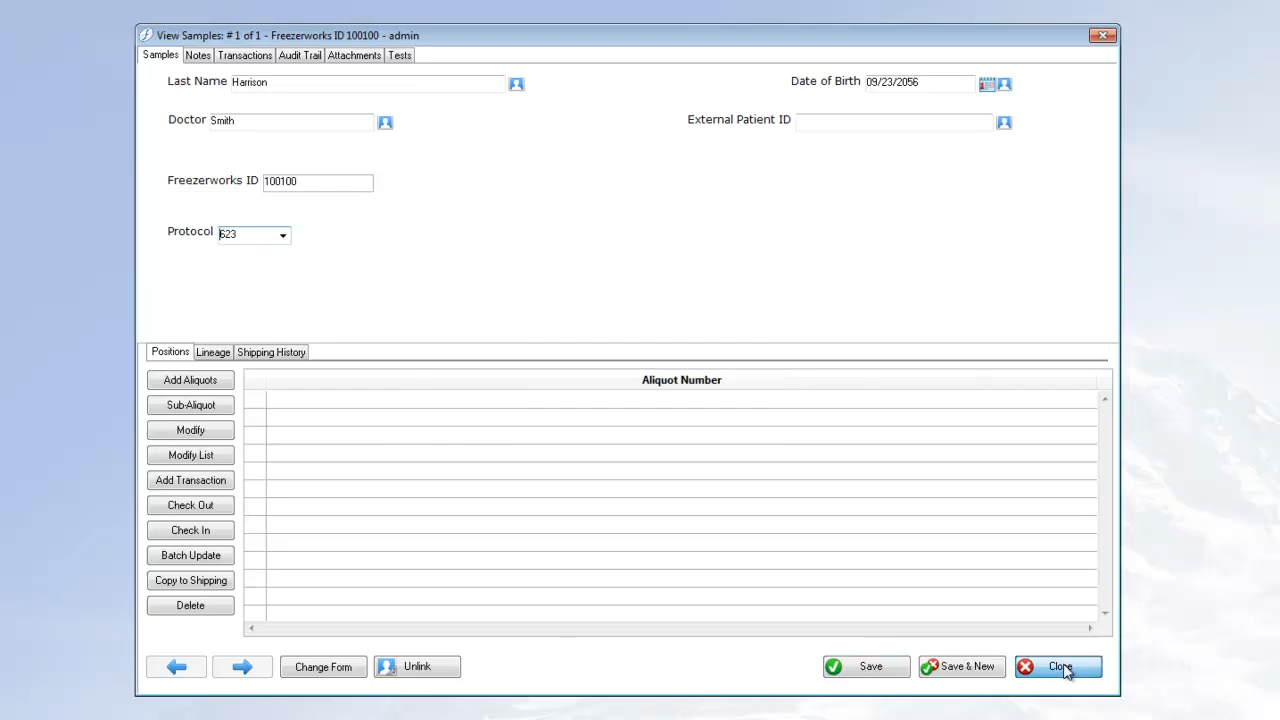 View Samples: # 1 of 1 - Freezerworks ID 100100 - admin
Samples Notes Transactions Audit Trail Attachments Tests
Last Name Harrison Date of Birth 09/23/2056
Doctor Smith External Patient ID
Freezerworks ID 100100
Protocol 623
Positions Lineage Shipping History
Add Aliquots Aliquot Number
Sub-Aliquot
Modify
Modify List
Add Transaction
Check Out
Check In
Batch Update
Copy to Shipping
Delete
Change Form Unlink Save Save & New Close